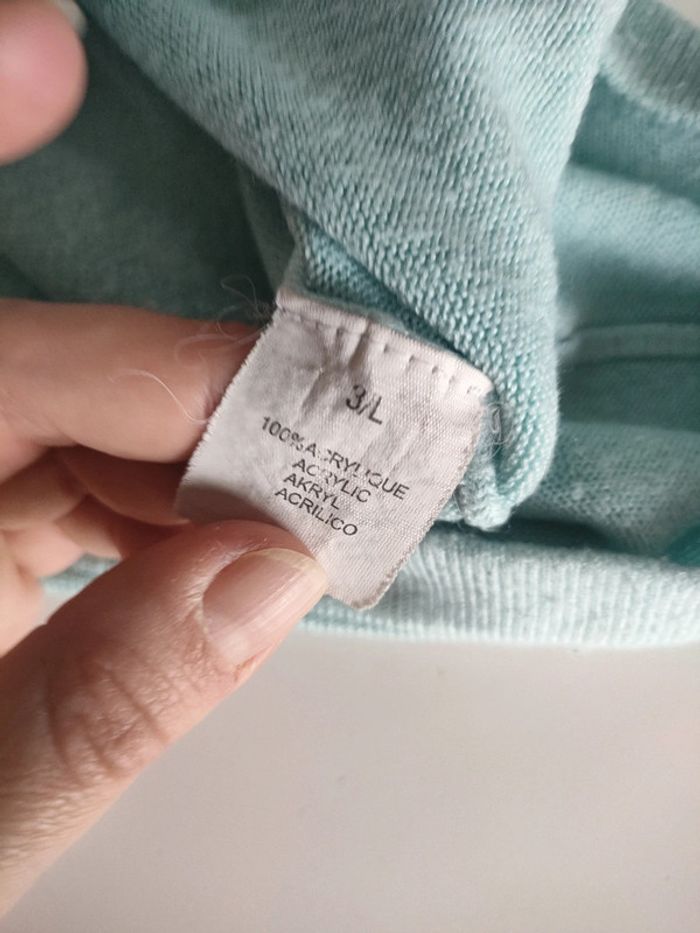 3/L
100% ACRYLIQUE
ACRYLIC
AKRYL
ACRILICO